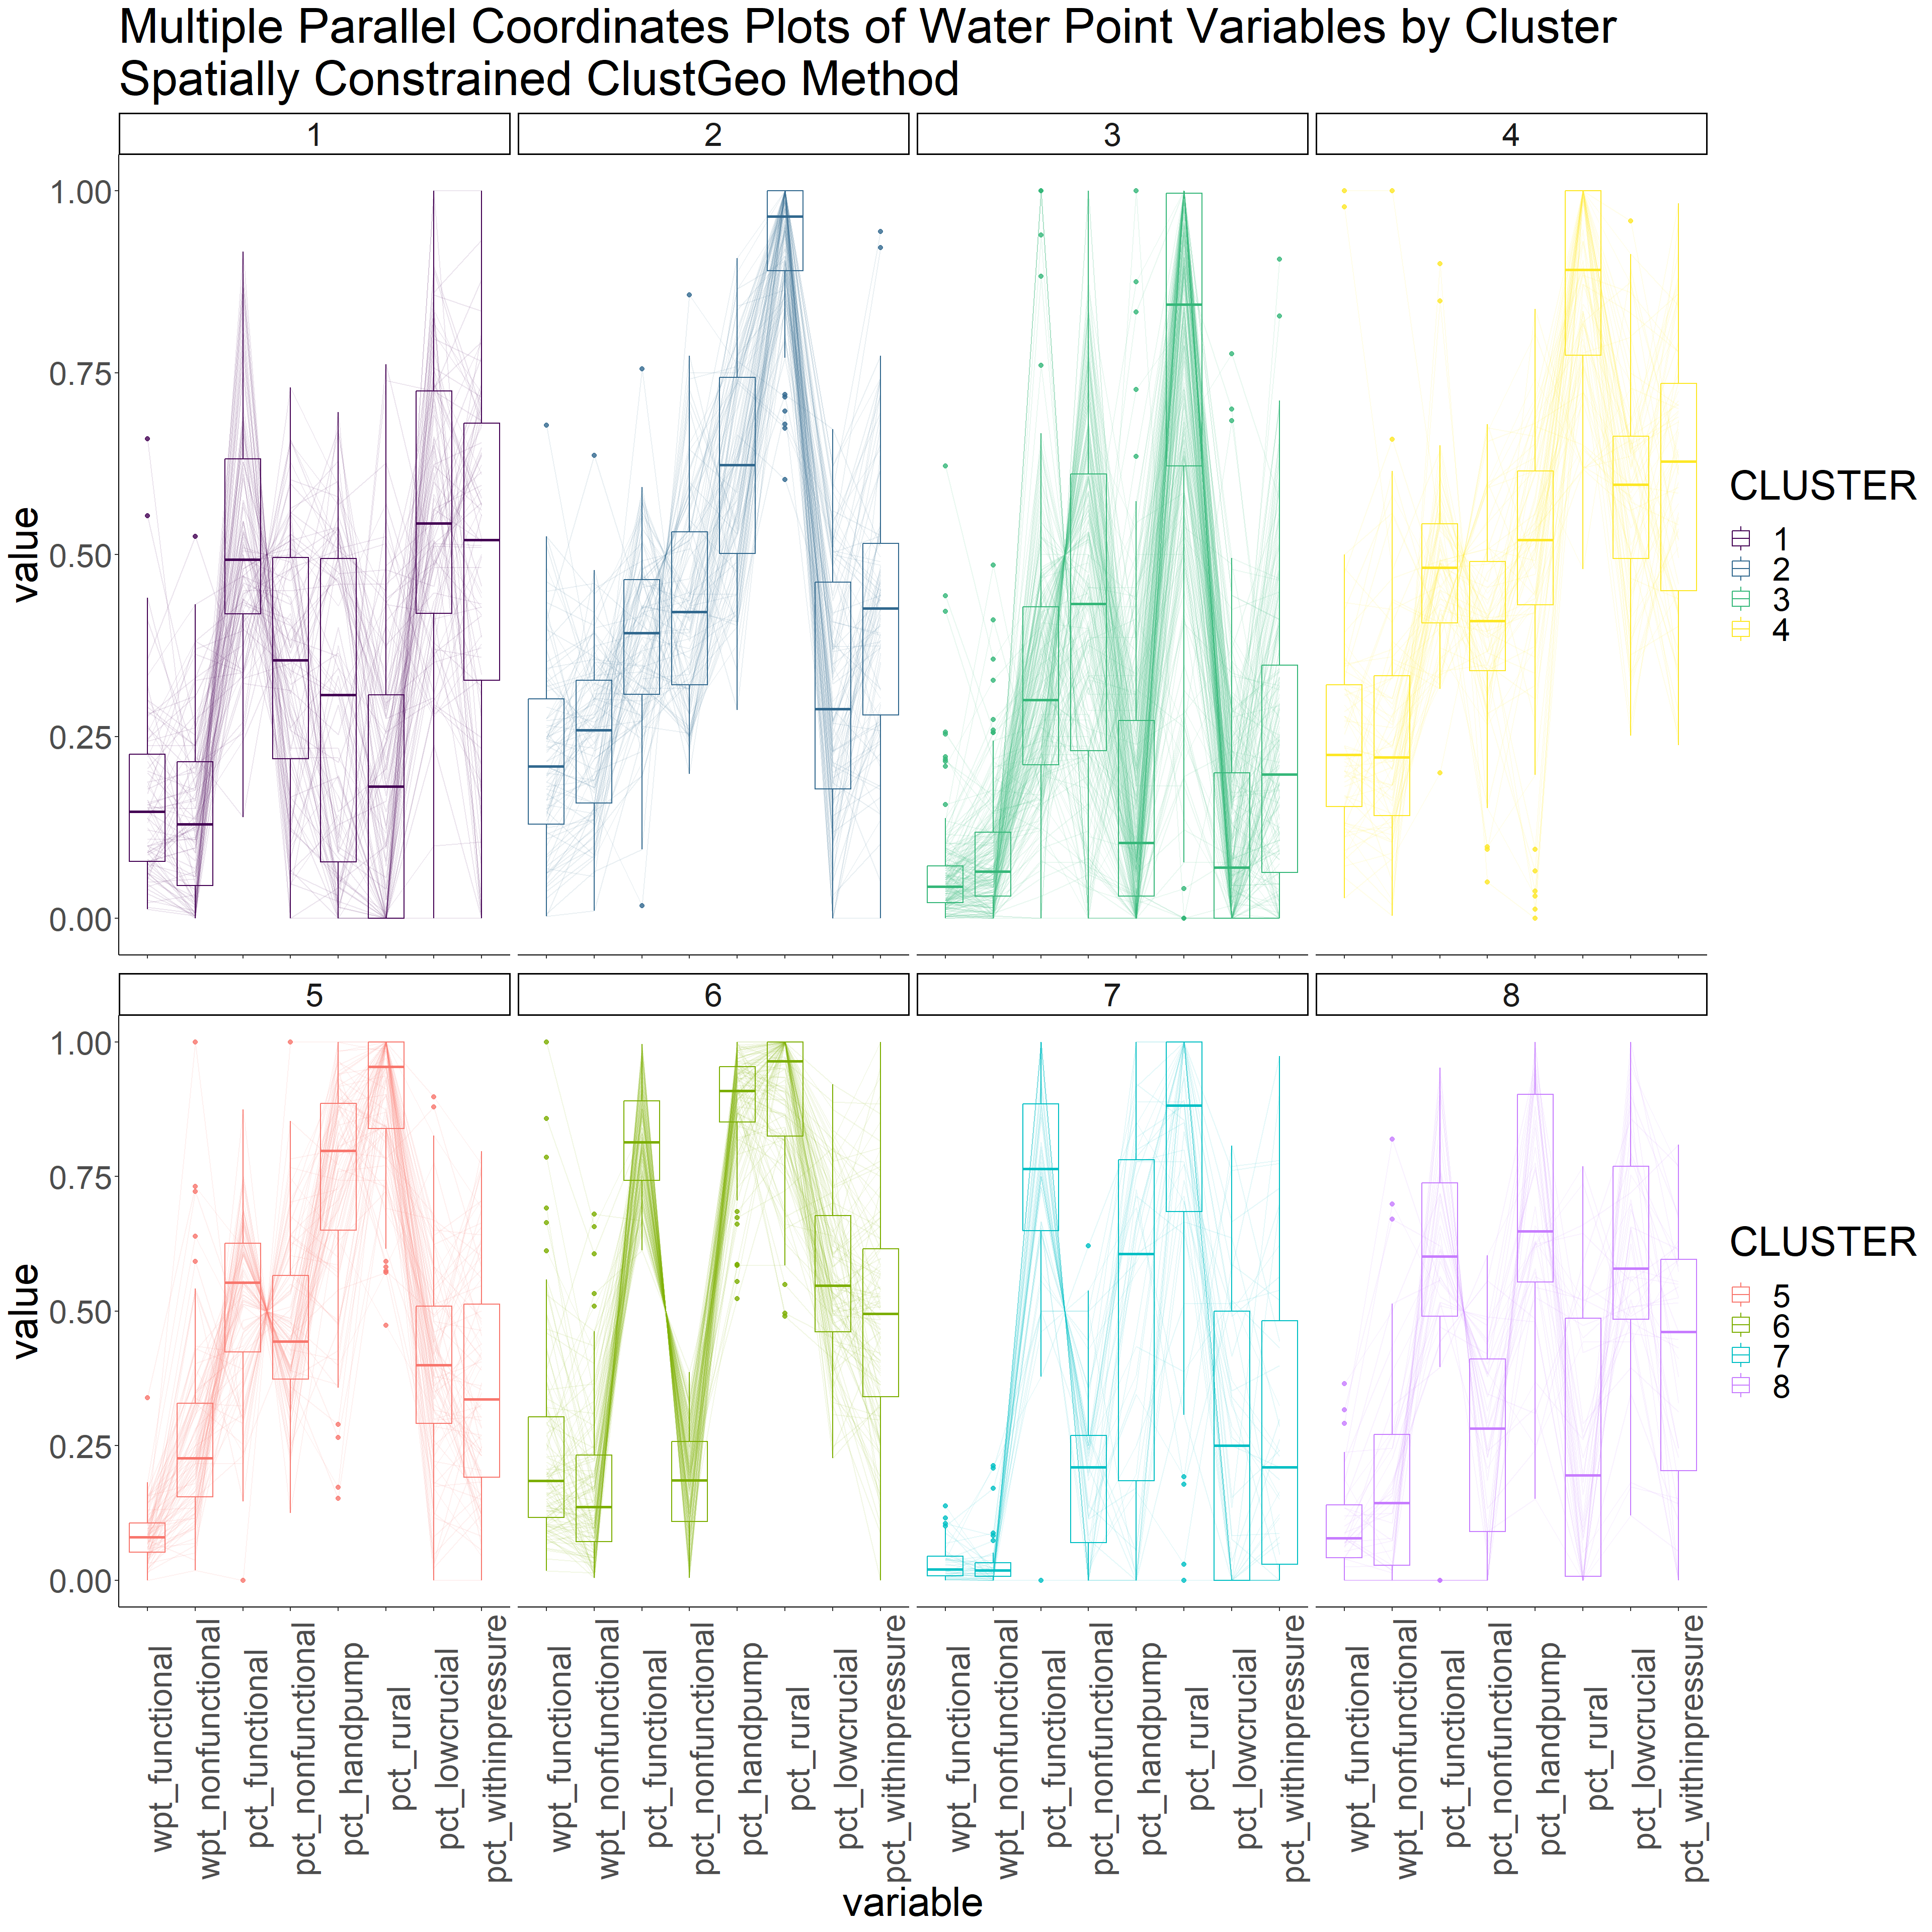 Multiple Parallel Coordinates Plots of Water Point Variables by Cluster
Spatially Constrained ClustGeo Method
1
2
3
4
1.00
0.75
0.50
0.25
0.00
value
CLUSTER
1
2
3
4
5
6
7
8
1.00
0.75
0.50
0.25
0.00
value
CLUSTER
5
6
7
8
wpt_functional
wpt_nonfunctional
pct_functional
pct_nonfunctional
pct_handpump
pct_rural
pct_lowcrucial
pct_withinpressure
wpt_functional
wpt_nonfunctional
pct_functional
pct_nonfunctional
pct_handpump
pct_rural
pct_lowcrucial
pct_withinpressure
wpt_functional
wpt_nonfunctional
pct_functional
pct_nonfunctional
pct_handpump
pct_rural
pct_lowcrucial
pct_withinpressure
wpt_functional
wpt_nonfunctional
pct_functional
pct_nonfunctional
pct_handpump
pct_rural
pct_lowcrucial
pct_withinpressure
variable